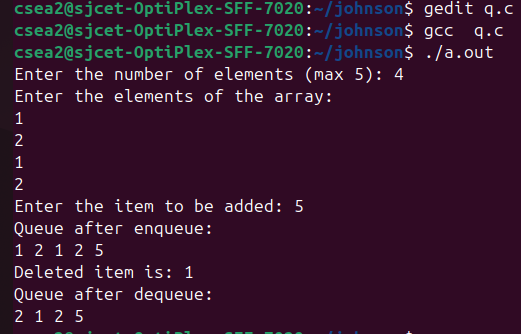 csea2@sjcet-OptiPlex-SFF-7020:~/johnson$ gedit q.c
csea2@sjcet-OptiPlex-SFF-7020:~/johnson$ gcc  q.c
csea2@sjcet-OptiPlex-SFF-7020:~/johnson$ ./a.out
Enter the number of elements (max 5): 4
Enter the elements of the array:
1
2
1
2
Enter the item to be added: 5
Queue after enqueue:
1 2 1 2 5
Deleted item is: 1
Queue after dequeue:
2 1 2 5